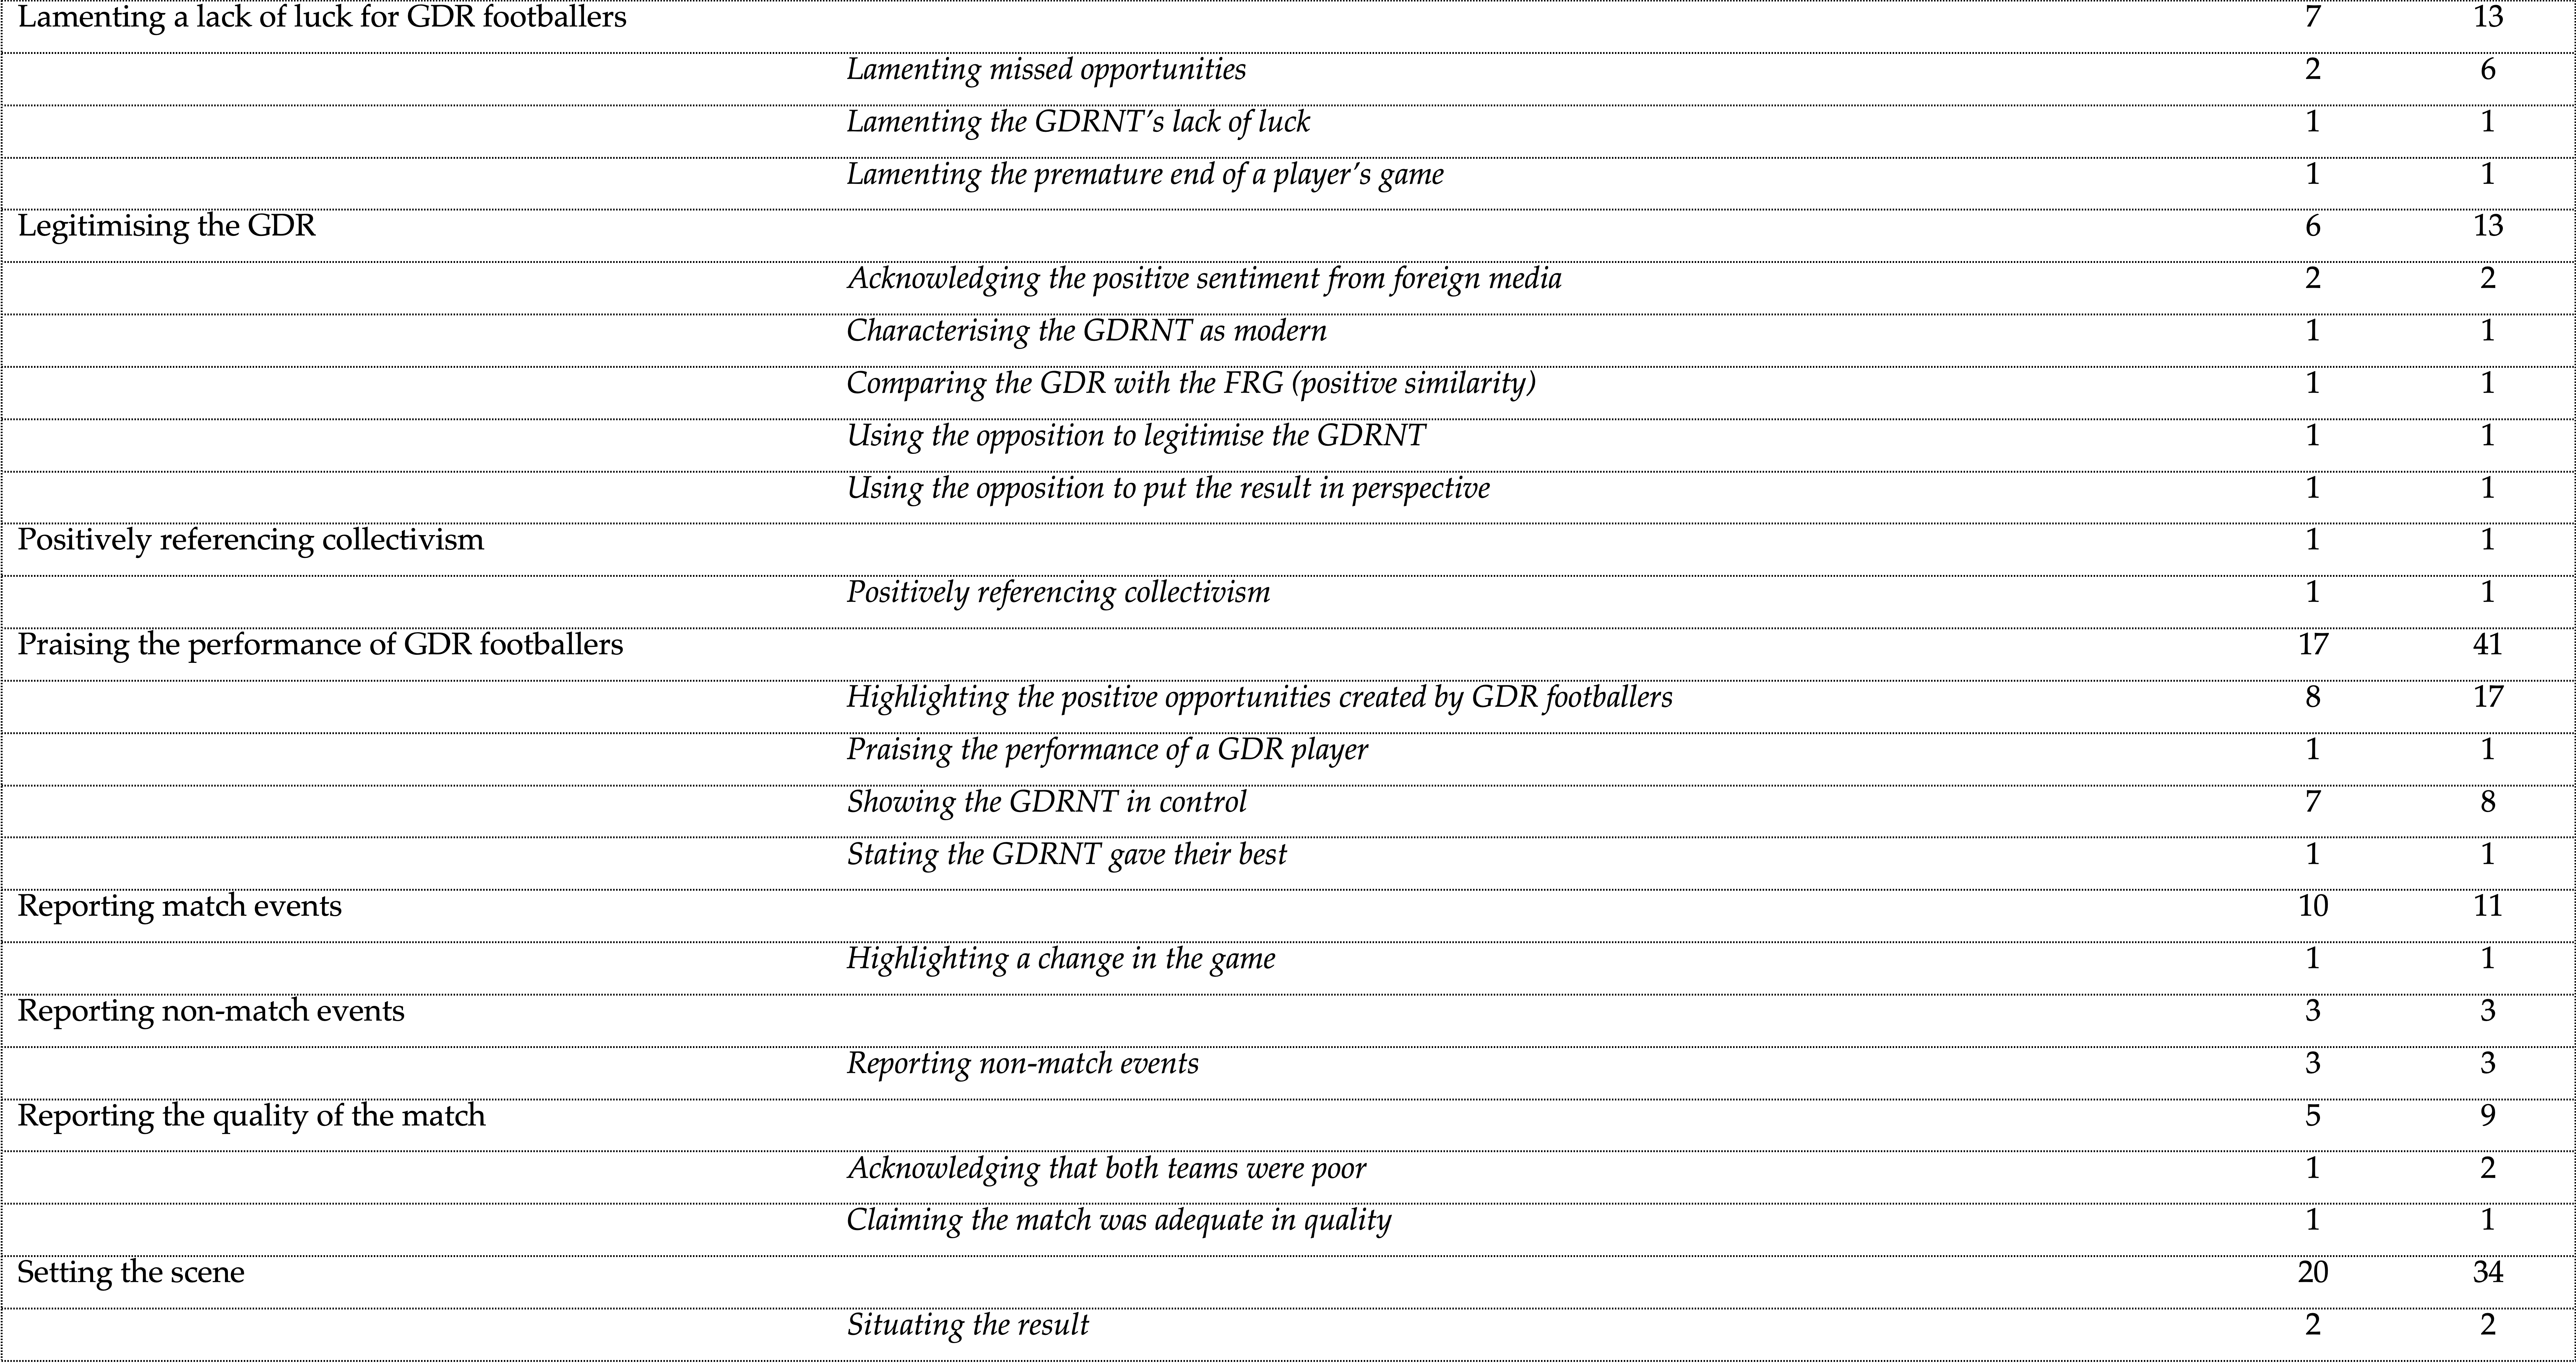 Lamenting a lack of luck for GDR footballers 7 13
Lamenting missed opportunities 2 6
Lamenting the GDRNT’s lack of luck 1 1
Lamenting the premature end of a player’s game 1 1
Legitimising the GDR 6 13
Acknowledging the positive sentiment from foreign media 2 2
Characterising the GDRNT as modern 1 1
Comparing the GDR with the FRG (positive similarity) 1 1
Using the opposition to legitimise the GDRNT 1 1
Using the opposition to put the result in perspective 1 1
Positively referencing collectivism 1 1
Positively referencing collectivism 1 1
Praising the performance of GDR footballers 17 41
Highlighting the positive opportunities created by GDR footballers 8 17
Praising the performance of a GDR player 1 1
Showing the GDRNT in control 7 8
Stating the GDRNT gave their best 1 1
Reporting match events 10 11
Highlighting a change in the game 1 1
Reporting non-match events 3 3
Reporting non-match events 3 3
Reporting the quality of the match 5 9
Acknowledging that both teams were poor 1 2
Claiming the match was adequate in quality 1 1
Setting the scene 20 34
Situating the result 2 2